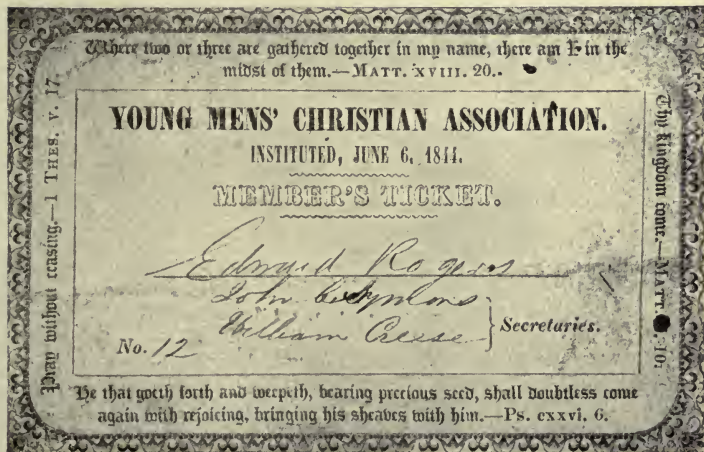 Where two or three are gathered together in my name, there am I in the
midst of them.—MATT. XVIII. 20..
Pray without ceasing.—1 THES. V. 17
YOUNG MENS' CHRISTIAN ASSOCIATION.
INSTITUTED, JUNE 6, 1844.
MEMBER'S TICKET.
Edward Rogers
John C. Symons
William Creese } Secretaries.
No. 12
Thy kingdom come.—MATT. 10.
He that goeth forth and weepeth, bearing precious seed, shall doubtless come
again with rejoicing, bringing his sheaves with him.—Ps. cxxvi. 6.